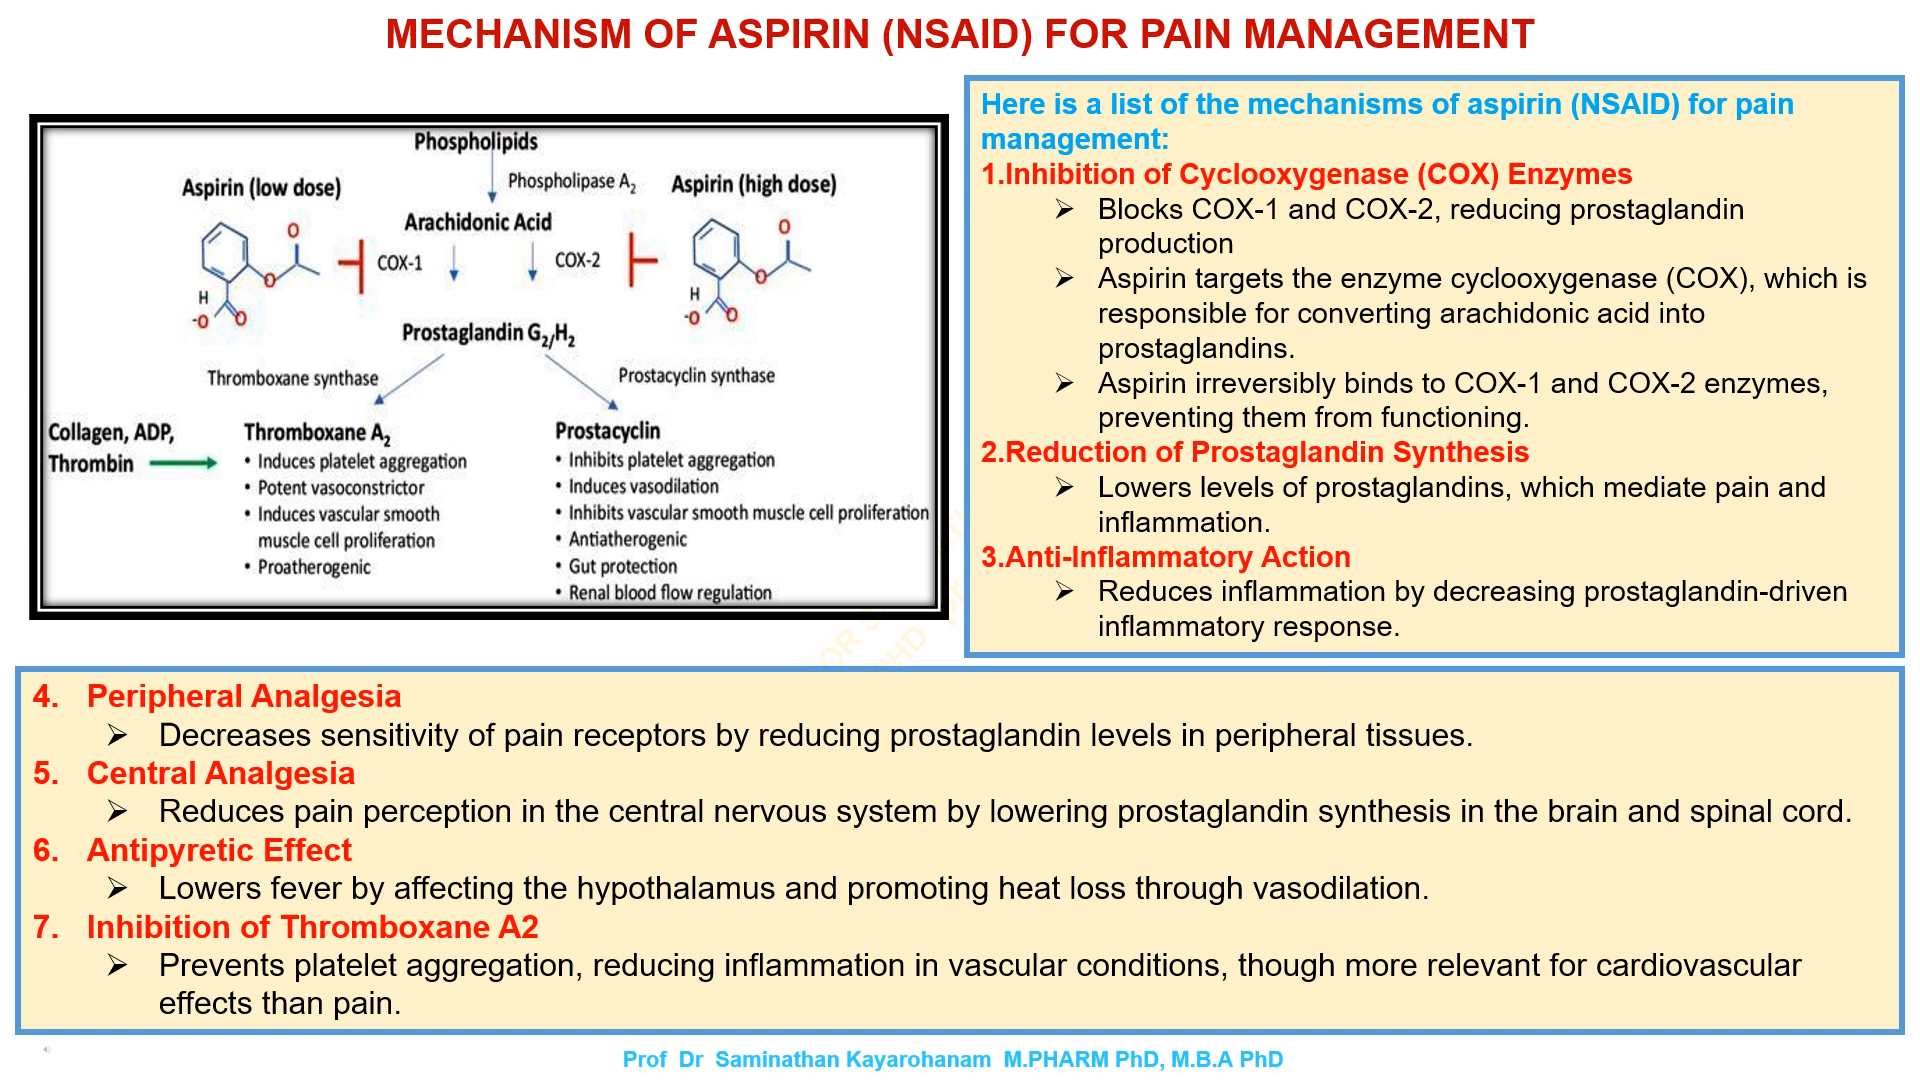 MECHANISM OF ASPIRIN (NSAID) FOR PAIN MANAGEMENT
Phospholipids
Aspirin (low dose)
Phospholipase A2
Aspirin (high dose)
Arachidonic Acid
COX-1
COX-2
O
O
H
-O
O
O
O
H
-O
O
Prostaglandin G2/H2
Thromboxane synthase
Prostacyclin synthase
Collagen, ADP,
Thrombin
Thromboxane A2
• Induces platelet aggregation
• Potent vasoconstrictor
• Induces vascular smooth
muscle cell proliferation
• Proatherogenic
Prostacyclin
• Inhibits platelet aggregation
• Induces vasodilation
• Inhibits vascular smooth muscle cell proliferation
• Antiatherogenic
• Gut protection
• Renal blood flow regulation
Here is a list of the mechanisms of aspirin (NSAID) for pain
management:
1.Inhibition of Cyclooxygenase (COX) Enzymes
➢ Blocks COX-1 and COX-2, reducing prostaglandin
production
➢ Aspirin targets the enzyme cyclooxygenase (COX), which is
responsible for converting arachidonic acid into
prostaglandins.
➢ Aspirin irreversibly binds to COX-1 and COX-2 enzymes,
preventing them from functioning.
2.Reduction of Prostaglandin Synthesis
➢ Lowers levels of prostaglandins, which mediate pain and
inflammation.
3.Anti-Inflammatory Action
➢ Reduces inflammation by decreasing prostaglandin-driven
inflammatory response.
4. Peripheral Analgesia
➢ Decreases sensitivity of pain receptors by reducing prostaglandin levels in peripheral tissues.
5. Central Analgesia
➢ Reduces pain perception in the central nervous system by lowering prostaglandin synthesis in the brain and spinal cord.
6. Antipyretic Effect
➢ Lowers fever by affecting the hypothalamus and promoting heat loss through vasodilation.
7. Inhibition of Thromboxane A2
➢ Prevents platelet aggregation, reducing inflammation in vascular conditions, though more relevant for cardiovascular
effects than pain.
Prof Dr Saminathan Kayarohanam M.PHARM PhD, M.B.A PhD